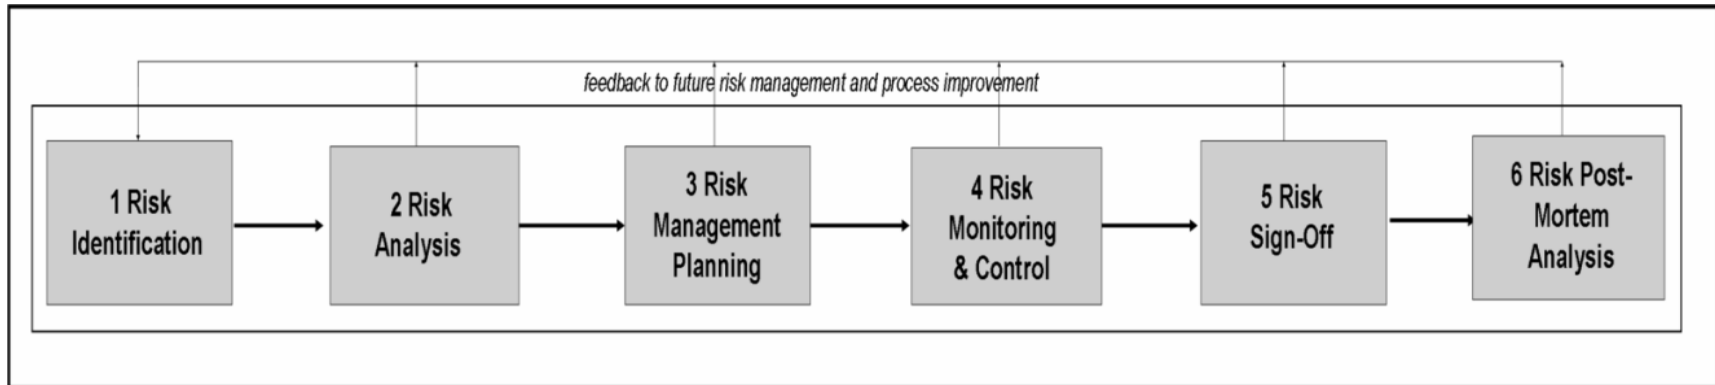 feedback to future risk management and process improvement
1 Risk
Identification
2 Risk
Analysis
3 Risk
Management
Planning
4 Risk
Monitoring
& Control
5 Risk
Sign-Off
6 Risk Post-
Mortem
Analysis